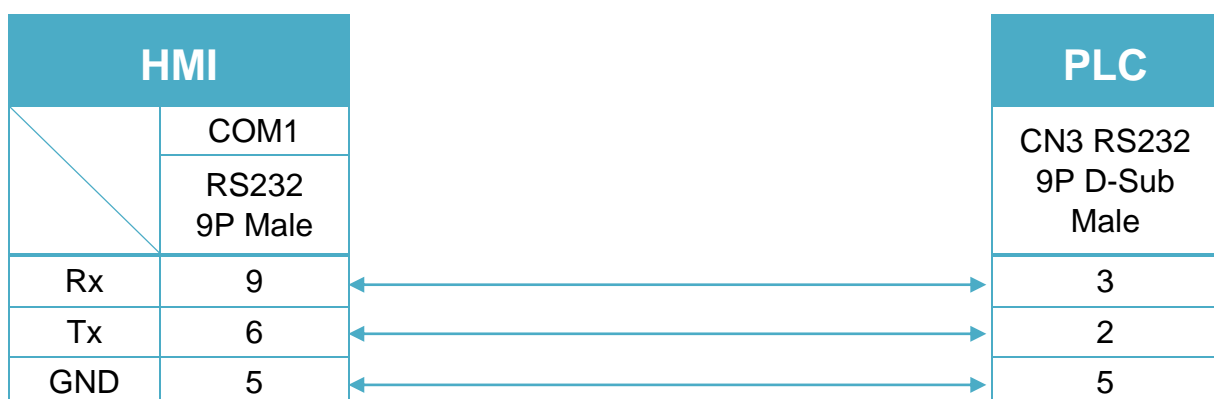 HMI
PLC
COM1
RS232
9P Male
CN3 RS232
9P D-Sub
Male
Rx 9 3
Tx 6 2
GND 5 5